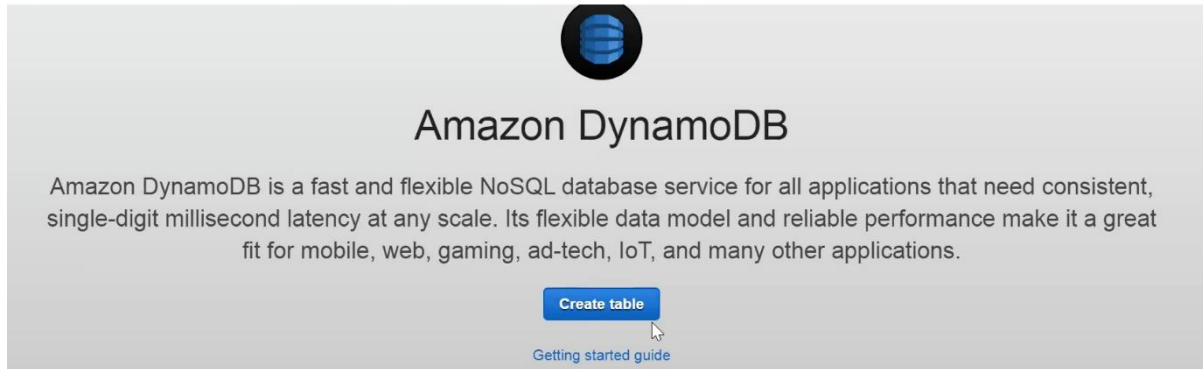 Amazon DynamoDB
Amazon DynamoDB is a fast and flexible NoSQL database service for all applications that need consistent,
single-digit millisecond latency at any scale. Its flexible data model and reliable performance make it a great
fit for mobile, web, gaming, ad-tech, IoT, and many other applications.
Create table
Getting started guide